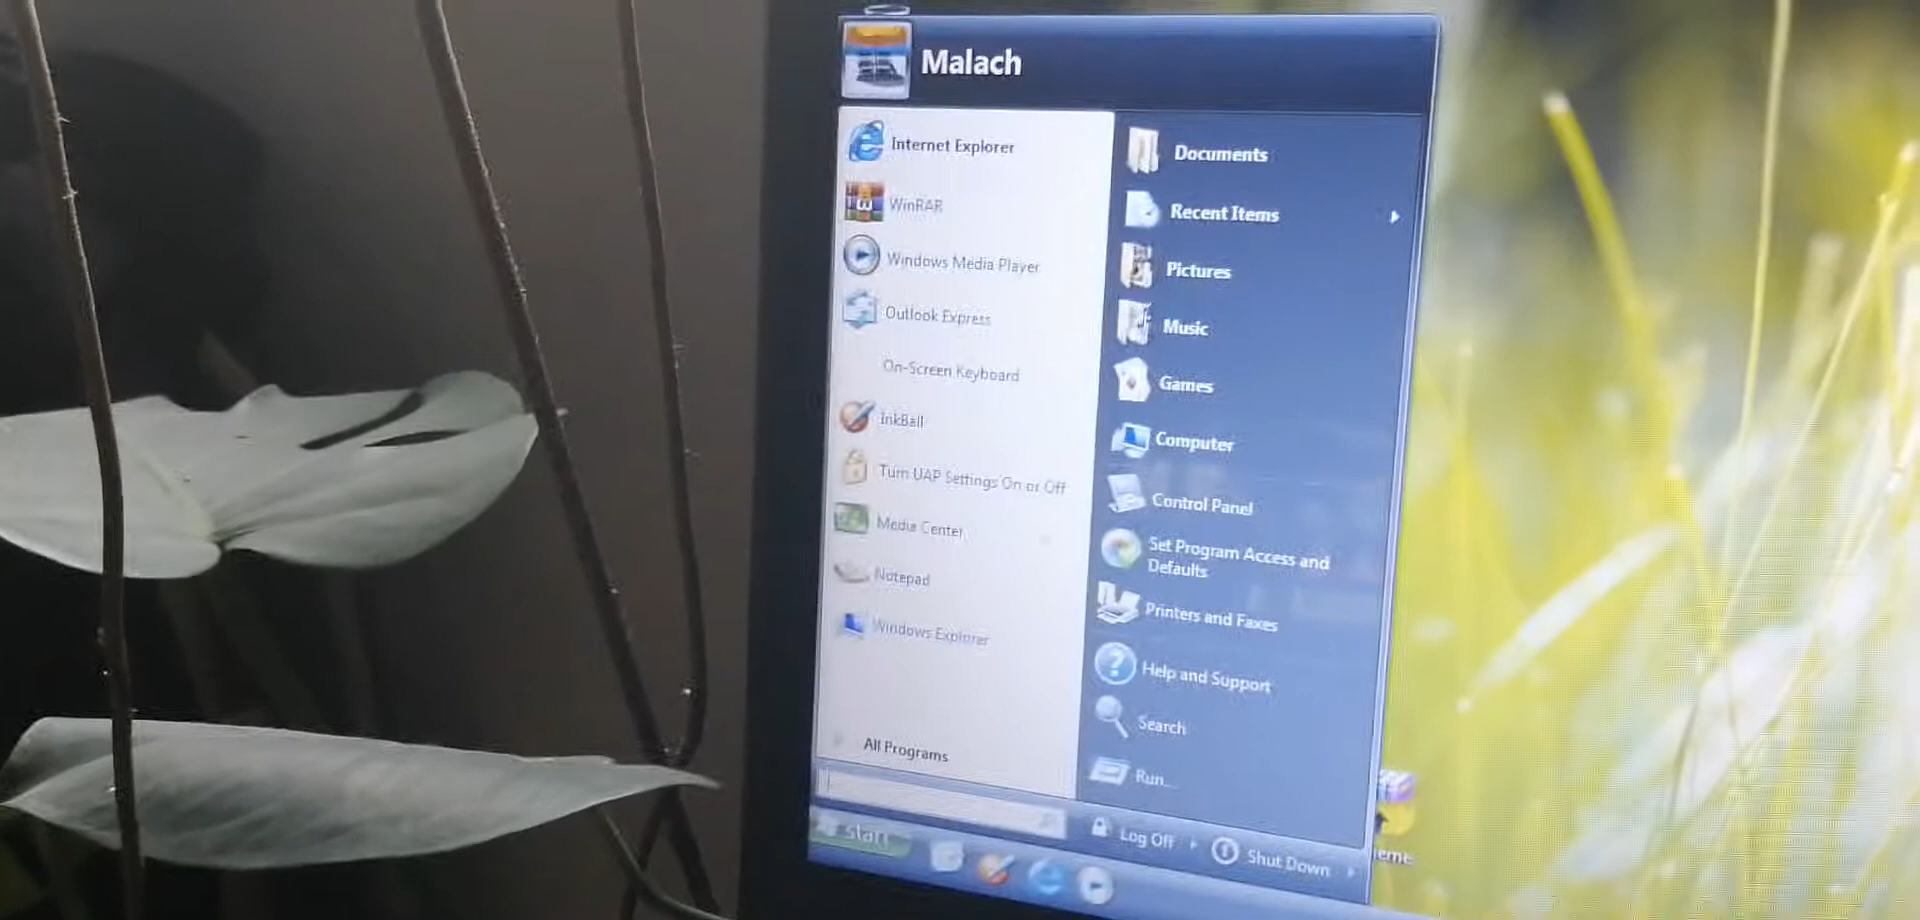 Malach
Internet Explorer
WinRAR
Windows Media Player
Outlook Express
On-Screen Keyboard
InkBall
Turn UAP Settings On or Off
Media Center
Notepad
Windows Explorer
All Programs
Documents
Recent Items
Pictures
Music
Games
Computer
Control Panel
Set Program Access and
Defaults
Printers and Faxes
Help and Support
Search
Run...
Log Off
Shut Down
start